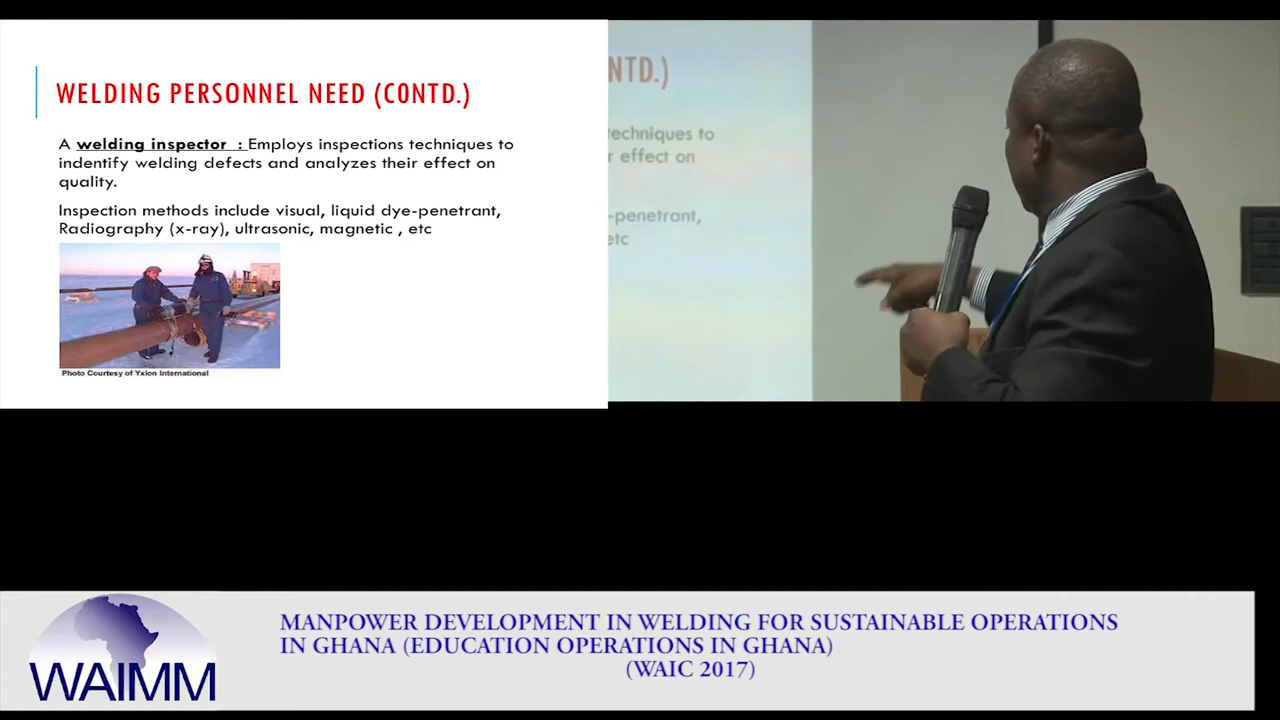 WELDING PERSONNEL NEED (CONTD.)
A welding inspector : Employs inspections techniques to
indentify welding defects and analyzes their effect on
quality.
Inspection methods include visual, liquid dye-penetrant,
Radiography (x-ray), ultrasonic, magnetic , etc
Photo Courtesy of Yxlon International
NTD.)
techniques to
r effect on
-penetrant,
etc
WAIMM
MANPOWER DEVELOPMENT IN WELDING FOR SUSTAINABLE OPERATIONS
IN GHANA (EDUCATION OPERATIONS IN GHANA)
(WAIC 2017)